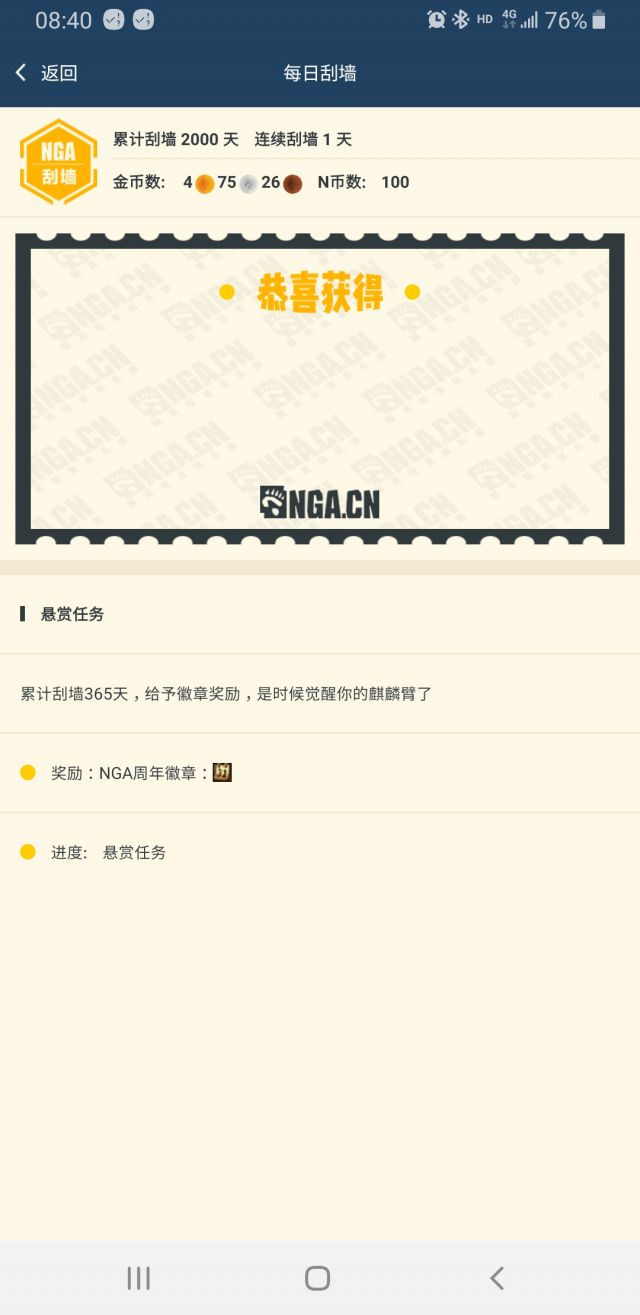 08:40
HD 4G 76%
返回
每日刮墙
NGA
刮墙
累计刮墙 2000 天 连续刮墙 1 天
金币数: 4 75 26 N币数: 100
恭喜获得
NGA.CN
悬赏任务
累计刮墙365天，给予徽章奖励，是时候觉醒你的麒麟臂了
奖励：NGA周年徽章：
进度: 悬赏任务